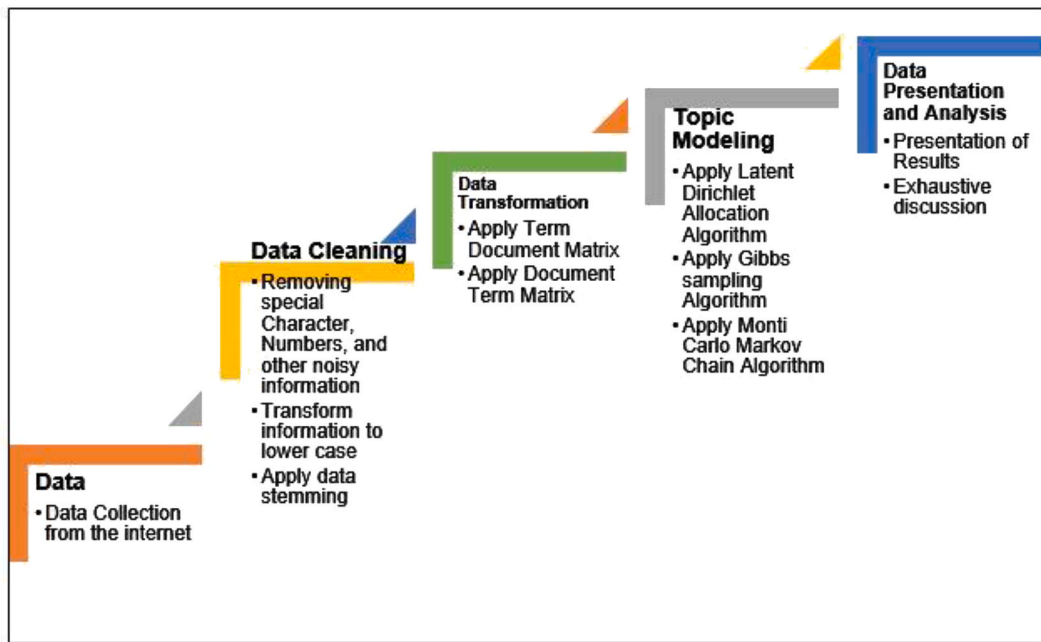 Data
• Data Collection
from the internet
Data Cleaning
• Removing
special
Character,
Numbers, and
other noisy
information
• Transform
information to
lower case
• Apply data
stemming
Data
Transformation
• Apply Term
Document Matrix
• Apply Document
Term Matrix
Topic
Modeling
• Apply Latent
Dirichlet
Allocation
Algorithm
• Apply Gibbs
sampling
Algorithm
• Apply Monti
Carlo Markov
Chain Algorithm
Data
Presentation
and Analysis
• Presentation of
Results
• Exhaustive
discussion